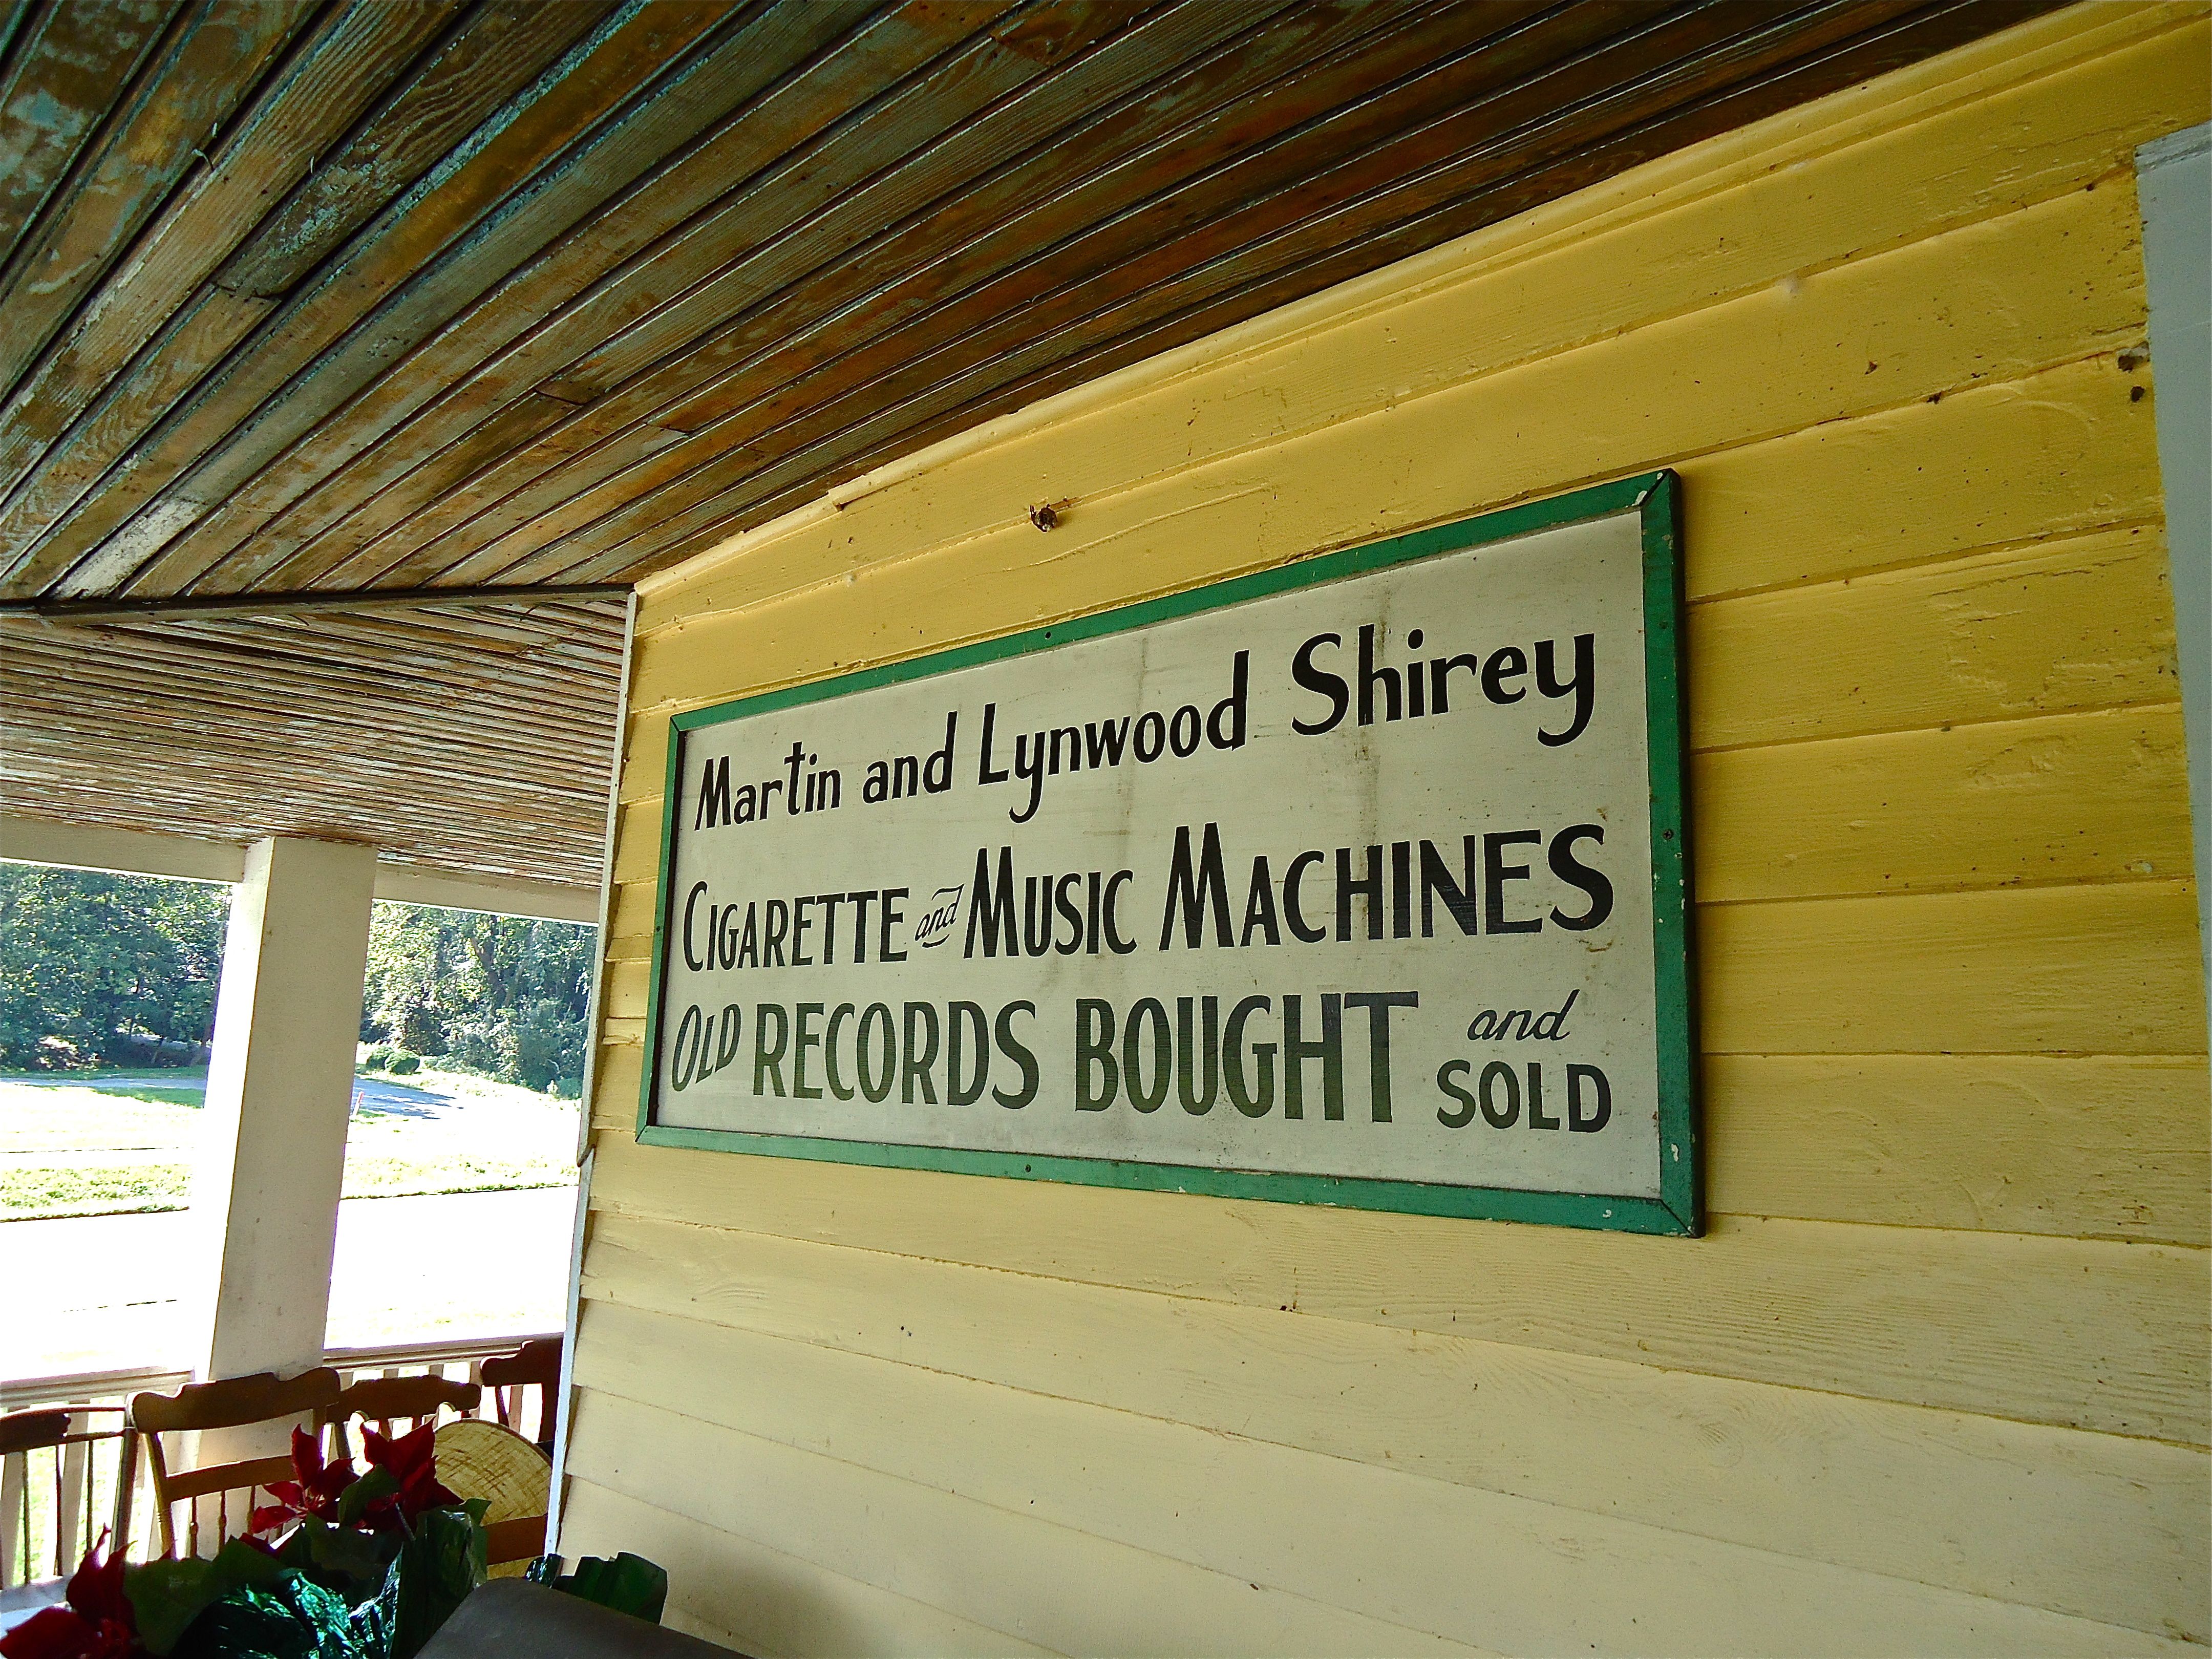 Martin and Lynwood Shirey
CIGARETTE and MUSIC MACHINES
OLD RECORDS BOUGHT and SOLD